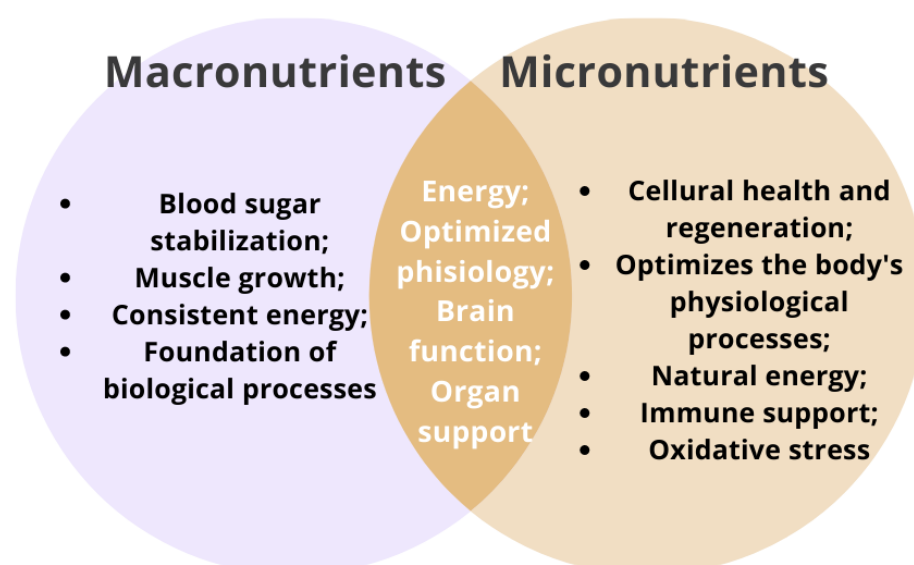 Macronutrients
Micronutrients
• Blood sugar
stabilization;
• Muscle growth;
• Consistent energy;
• Foundation of
biological processes
Energy;
Optimized
phisiology;
Brain
function;
Organ
support
• Cellural health and
regeneration;
• Optimizes the body's
physiological
processes;
• Natural energy;
• Immune support;
• Oxidative stress